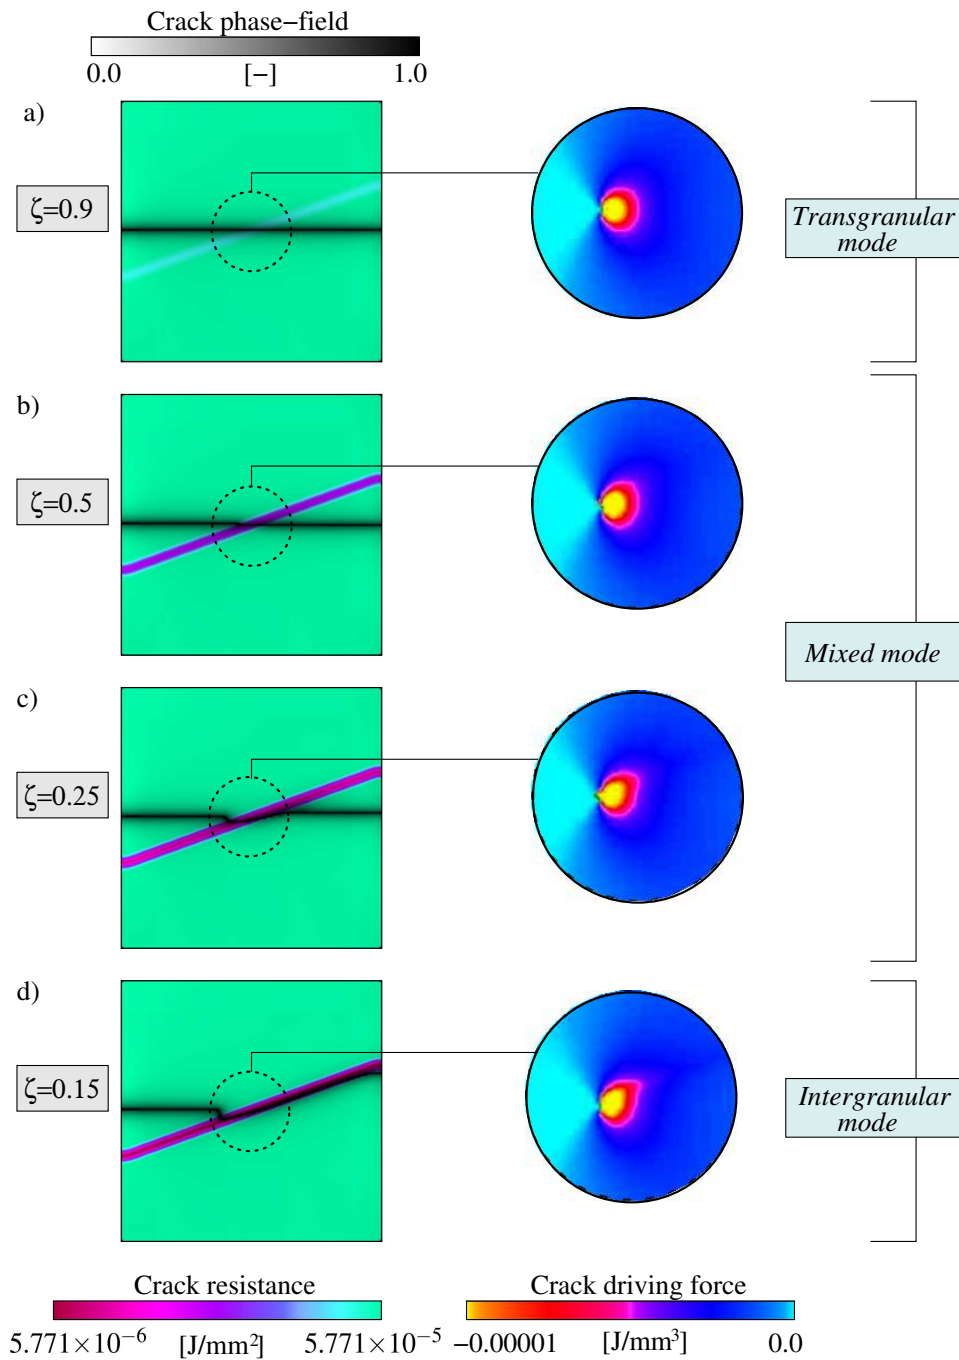 Crack phase−field
0.0 [−] 1.0
a)
ζ=0.9
Transgranular
mode
b)
ζ=0.5
Mixed mode
c)
ζ=0.25
d)
ζ=0.15
Intergranular
mode
Crack resistance
5.771×10⁻⁶ [J/mm²] 5.771×10⁻⁵
Crack driving force
−0.00001 [J/mm³] 0.0